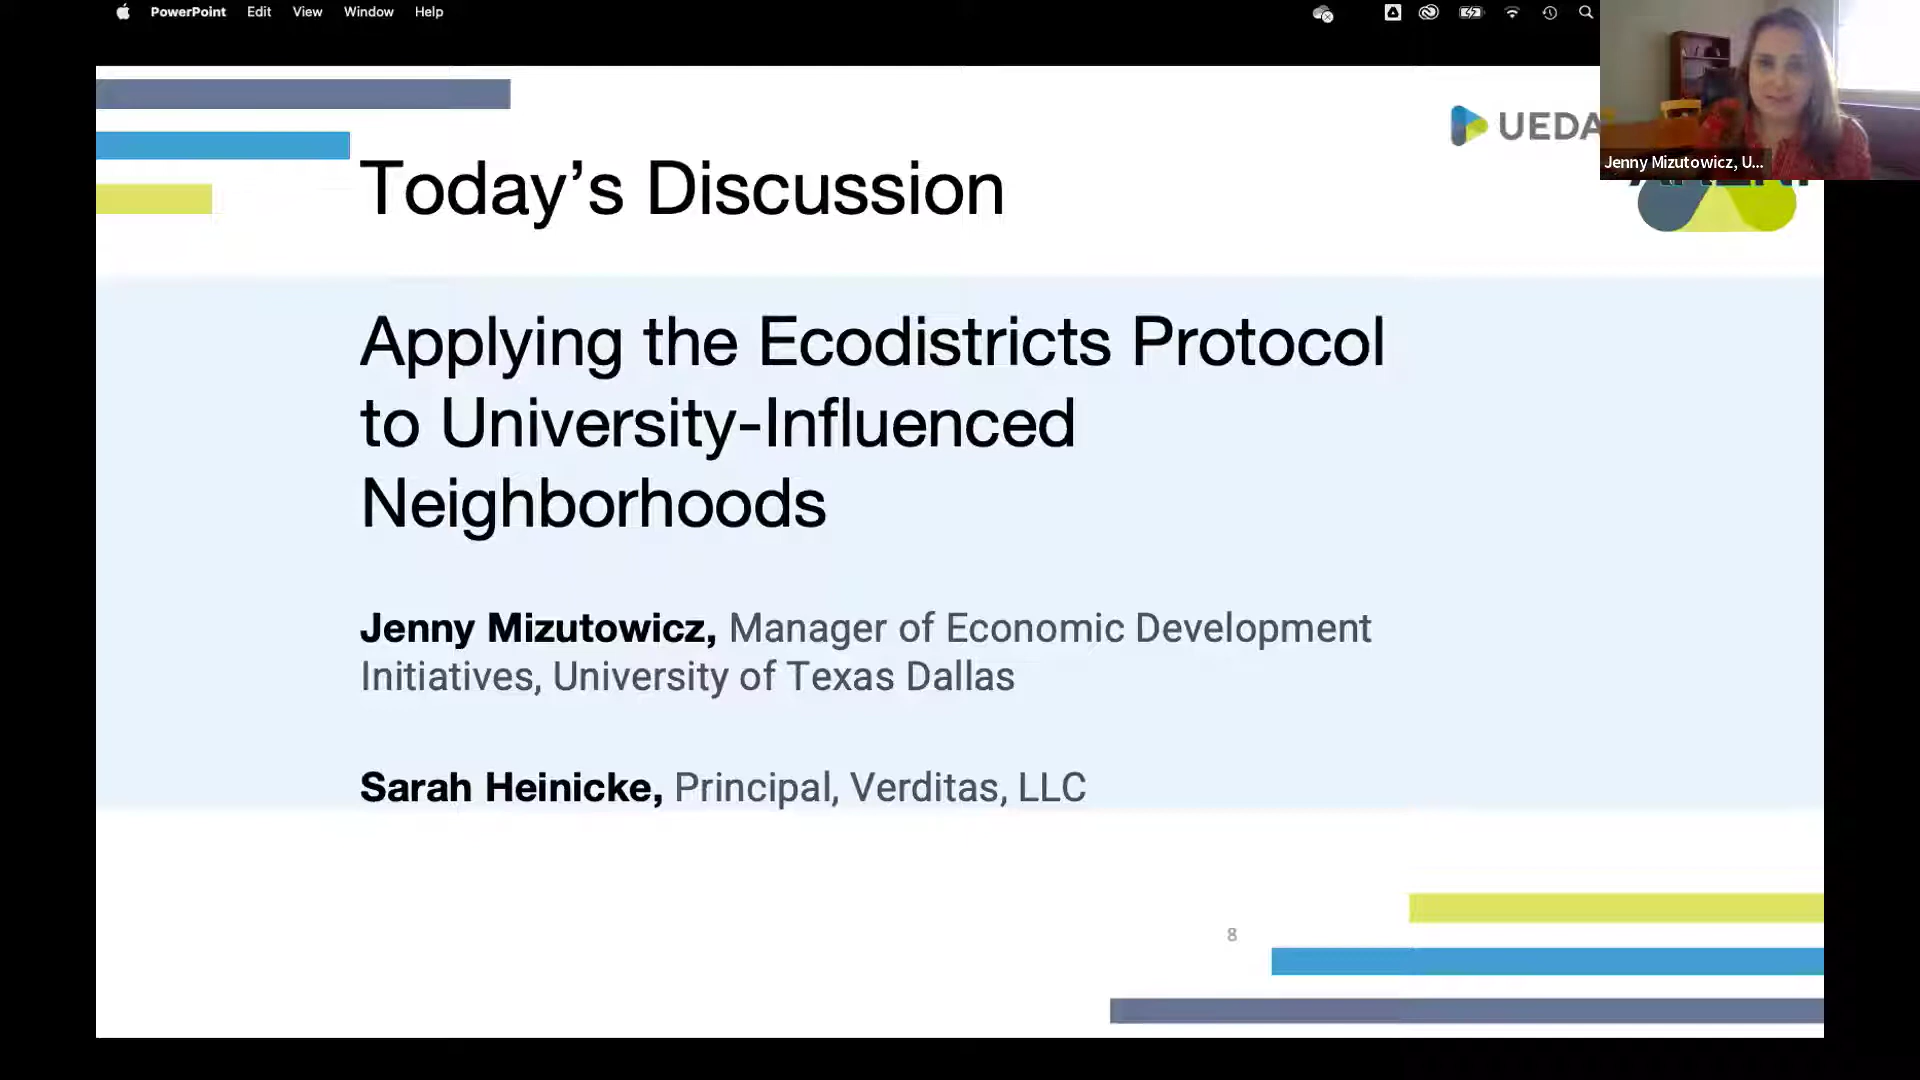 PowerPoint Edit View Window Help
UEDA
Jenny Mizutowicz, U...
Today’s Discussion
Applying the Ecodistricts Protocol
to University-Influenced
Neighborhoods
Jenny Mizutowicz, Manager of Economic Development
Initiatives, University of Texas Dallas
Sarah Heinicke, Principal, Verditas, LLC
8